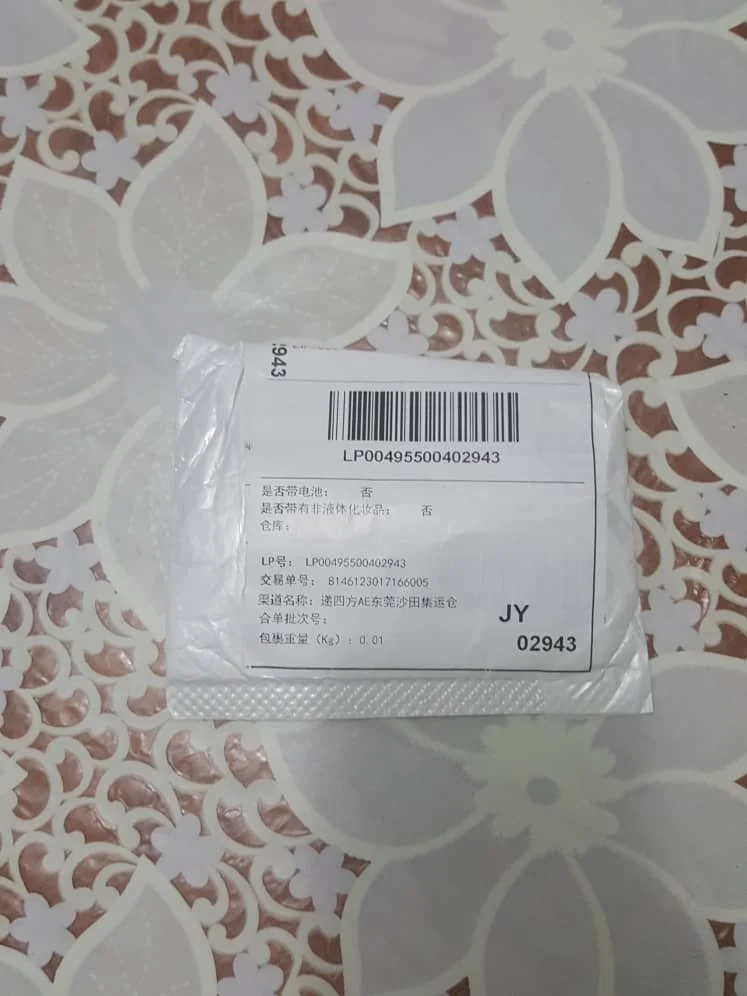 2943
LP00495500402943
是否带电池： 否
是否带有非液体化妆品： 否
仓库：
LP号： LP00495500402943
交易单号： 8146123017166005
渠道名称：递四方AE东莞沙田集运仓
合单批次号：
包裹重量（Kg）：0.01
JY
02943